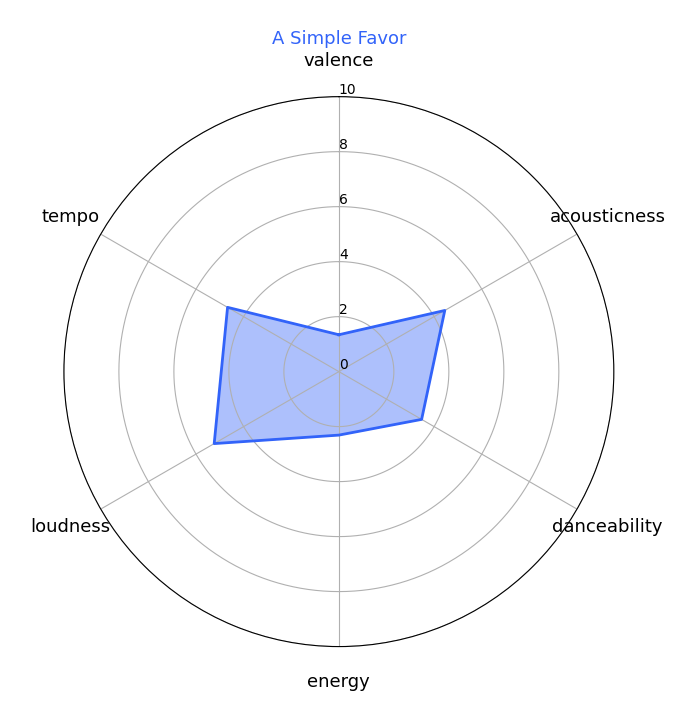 A Simple Favor
valence
10
8
6
4
2
0
tempo
acousticness
loudness
danceability
energy